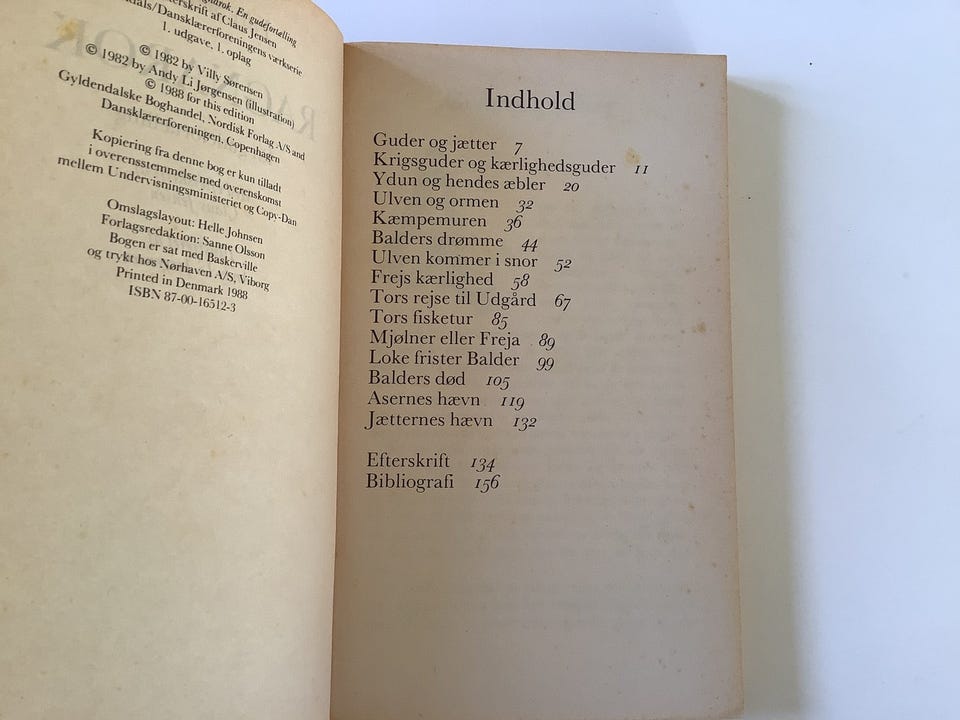 gnarok. En gudefortælling
erskrift af Claus Jensen
dals/Dansklærerforeningens værkserie
1. udgave, 1. oplag
© 1982 by Villy Sørensen
© 1982 by Andy Li Jørgensen (illustration)
© 1988 for this edition
Gyldendalske Boghandel, Nordisk Forlag A/S and
Dansklærerforeningen, Copenhagen
Kopiering fra denne bog er kun tilladt
i overensstemmelse med overenskomst
mellem Undervisningsministeriet og Copy-Dan
Omslagslayout: Helle Johnsen
Forlagsredaktion: Sanne Olsson
Bogen er sat med Baskerville
og trykt hos Nørhaven A/S, Viborg
Printed in Denmark 1988
ISBN 87-00-16512-3
Indhold
Guder og jætter 7
Krigsguder og kærlighedsguder 11
Ydun og hendes æbler 20
Ulven og ormen 32
Kæmpemuren 36
Balders drømme 44
Ulven kommer i snor 52
Frejs kærlighed 58
Tors rejse til Udgård 67
Tors fisketur 85
Mjølner eller Freja 89
Loke frister Balder 99
Balders død 105
Asernes hævn 119
Jætternes hævn 132
Efterskrift 134
Bibliografi 156